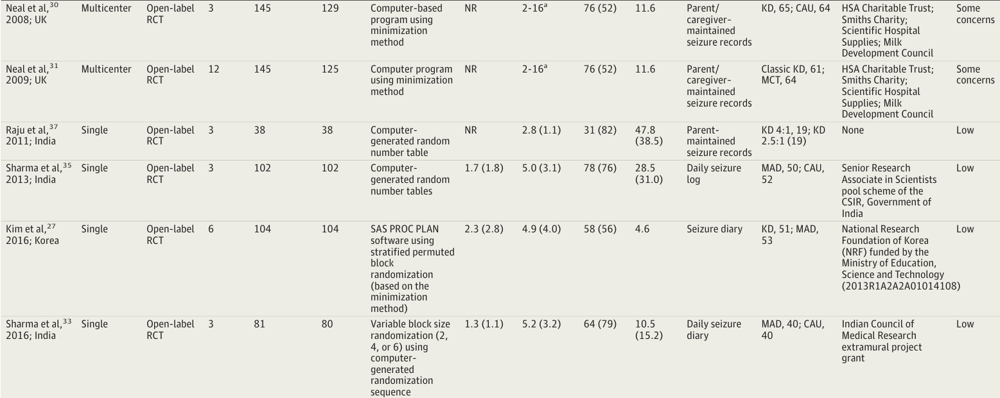 Neal et al,30 Multicenter Open-label 3 145 129 Computer-based NR 2-16a 76 (52) 11.6 Parent/ KD, 65; CAU, 64 HSA Charitable Trust; Some
2008; UK RCT program using caregiver- Smiths Charity; concerns
minimization maintained Scientific Hospital
method seizure records Supplies; Milk
Development Council
Neal et al,31 Multicenter Open-label 12 145 125 Computer program NR 2-16a 76 (52) 11.6 Parent/ Classic KD, 61; HSA Charitable Trust; Some
2009; UK RCT using minimization caregiver- MCT, 64 Smiths Charity; concerns
method maintained Scientific Hospital
seizure records Supplies; Milk
Development Council
Raju et al,37 Single Open-label 3 38 38 Computer- NR 2.8 (1.1) 31 (82) 47.8 Parent- KD 4:1, 19; KD None Low
2011; India RCT generated random (38.5) maintained 2.5:1 (19)
number table seizure records
Sharma et al,35 Single Open-label 3 102 102 Computer- 1.7 (1.8) 5.0 (3.1) 78 (76) 28.5 Daily seizure MAD, 50; CAU, Senior Research Low
2013; India RCT generated random (31.0) log 52 Associate in Scientists
number tables pool scheme of the
CSIR, Government of
India
Kim et al,27 Single Open-label 6 104 104 SAS PROC PLAN 2.3 (2.8) 4.9 (4.0) 58 (56) 4.6 Seizure diary KD, 51; MAD, National Research Low
2016; Korea RCT software using 53 Foundation of Korea
stratified permuted (NRF) funded by the
block Ministry of Education,
randomization Science and Technology
(based on the (2013R1A2A2A01014108)
minimization
method)
Sharma et al,33 Single Open-label 3 81 80 Variable block size 1.3 (1.1) 5.2 (3.2) 64 (79) 10.5 Daily seizure MAD, 40; CAU, Indian Council of Low
2016; India RCT randomization (2, (15.2) diary 40 Medical Research
4, or 6) using extramural project
computer- grant
generated
randomization
sequence